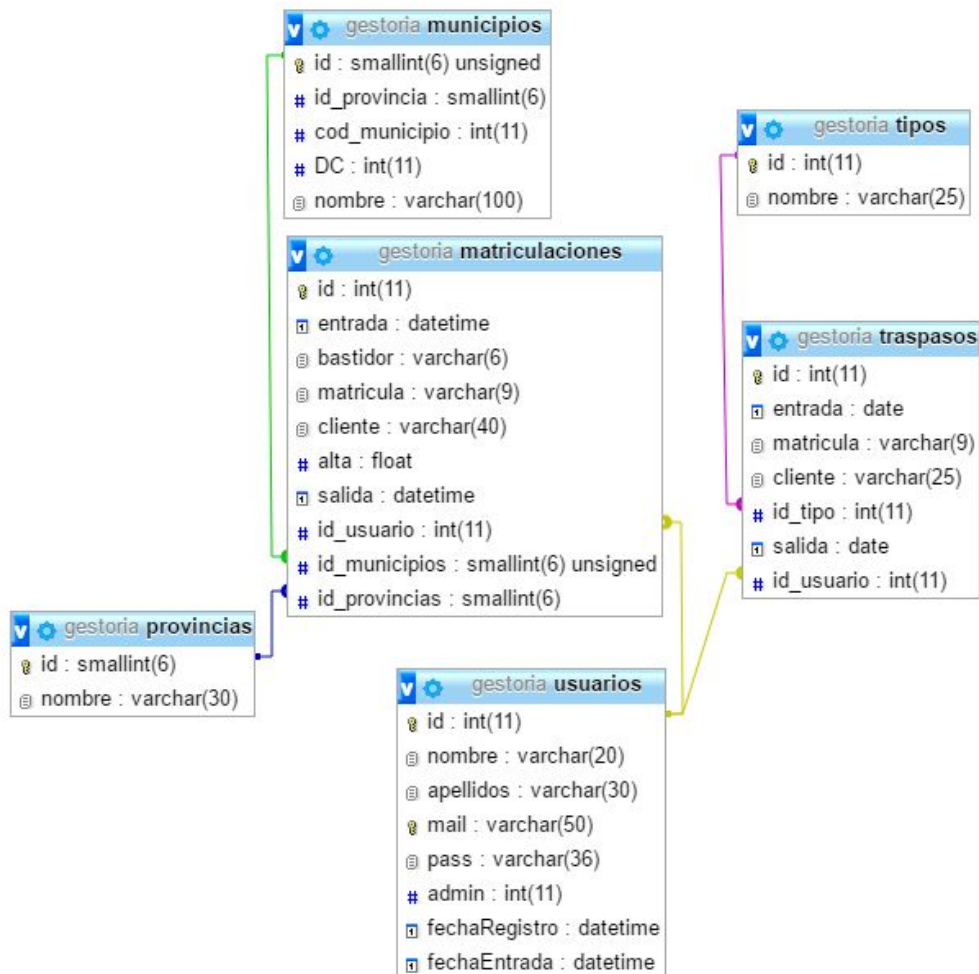 gestoria municipios
id : smallint(6) unsigned
id_provincia : smallint(6)
cod_municipio : int(11)
DC : int(11)
nombre : varchar(100)
gestoria tipos
id : int(11)
nombre : varchar(25)
gestoria matriculaciones
id : int(11)
entrada : datetime
bastidor : varchar(6)
matricula : varchar(9)
cliente : varchar(40)
alta : float
salida : datetime
id_usuario : int(11)
id_municipios : smallint(6) unsigned
id_provincias : smallint(6)
gestoria traspasos
id : int(11)
entrada : date
matricula : varchar(9)
cliente : varchar(25)
id_tipo : int(11)
salida : date
id_usuario : int(11)
gestoria provincias
id : smallint(6)
nombre : varchar(30)
gestoria usuarios
id : int(11)
nombre : varchar(20)
apellidos : varchar(30)
mail : varchar(50)
pass : varchar(36)
admin : int(11)
fechaRegistro : datetime
fechaEntrada : datetime